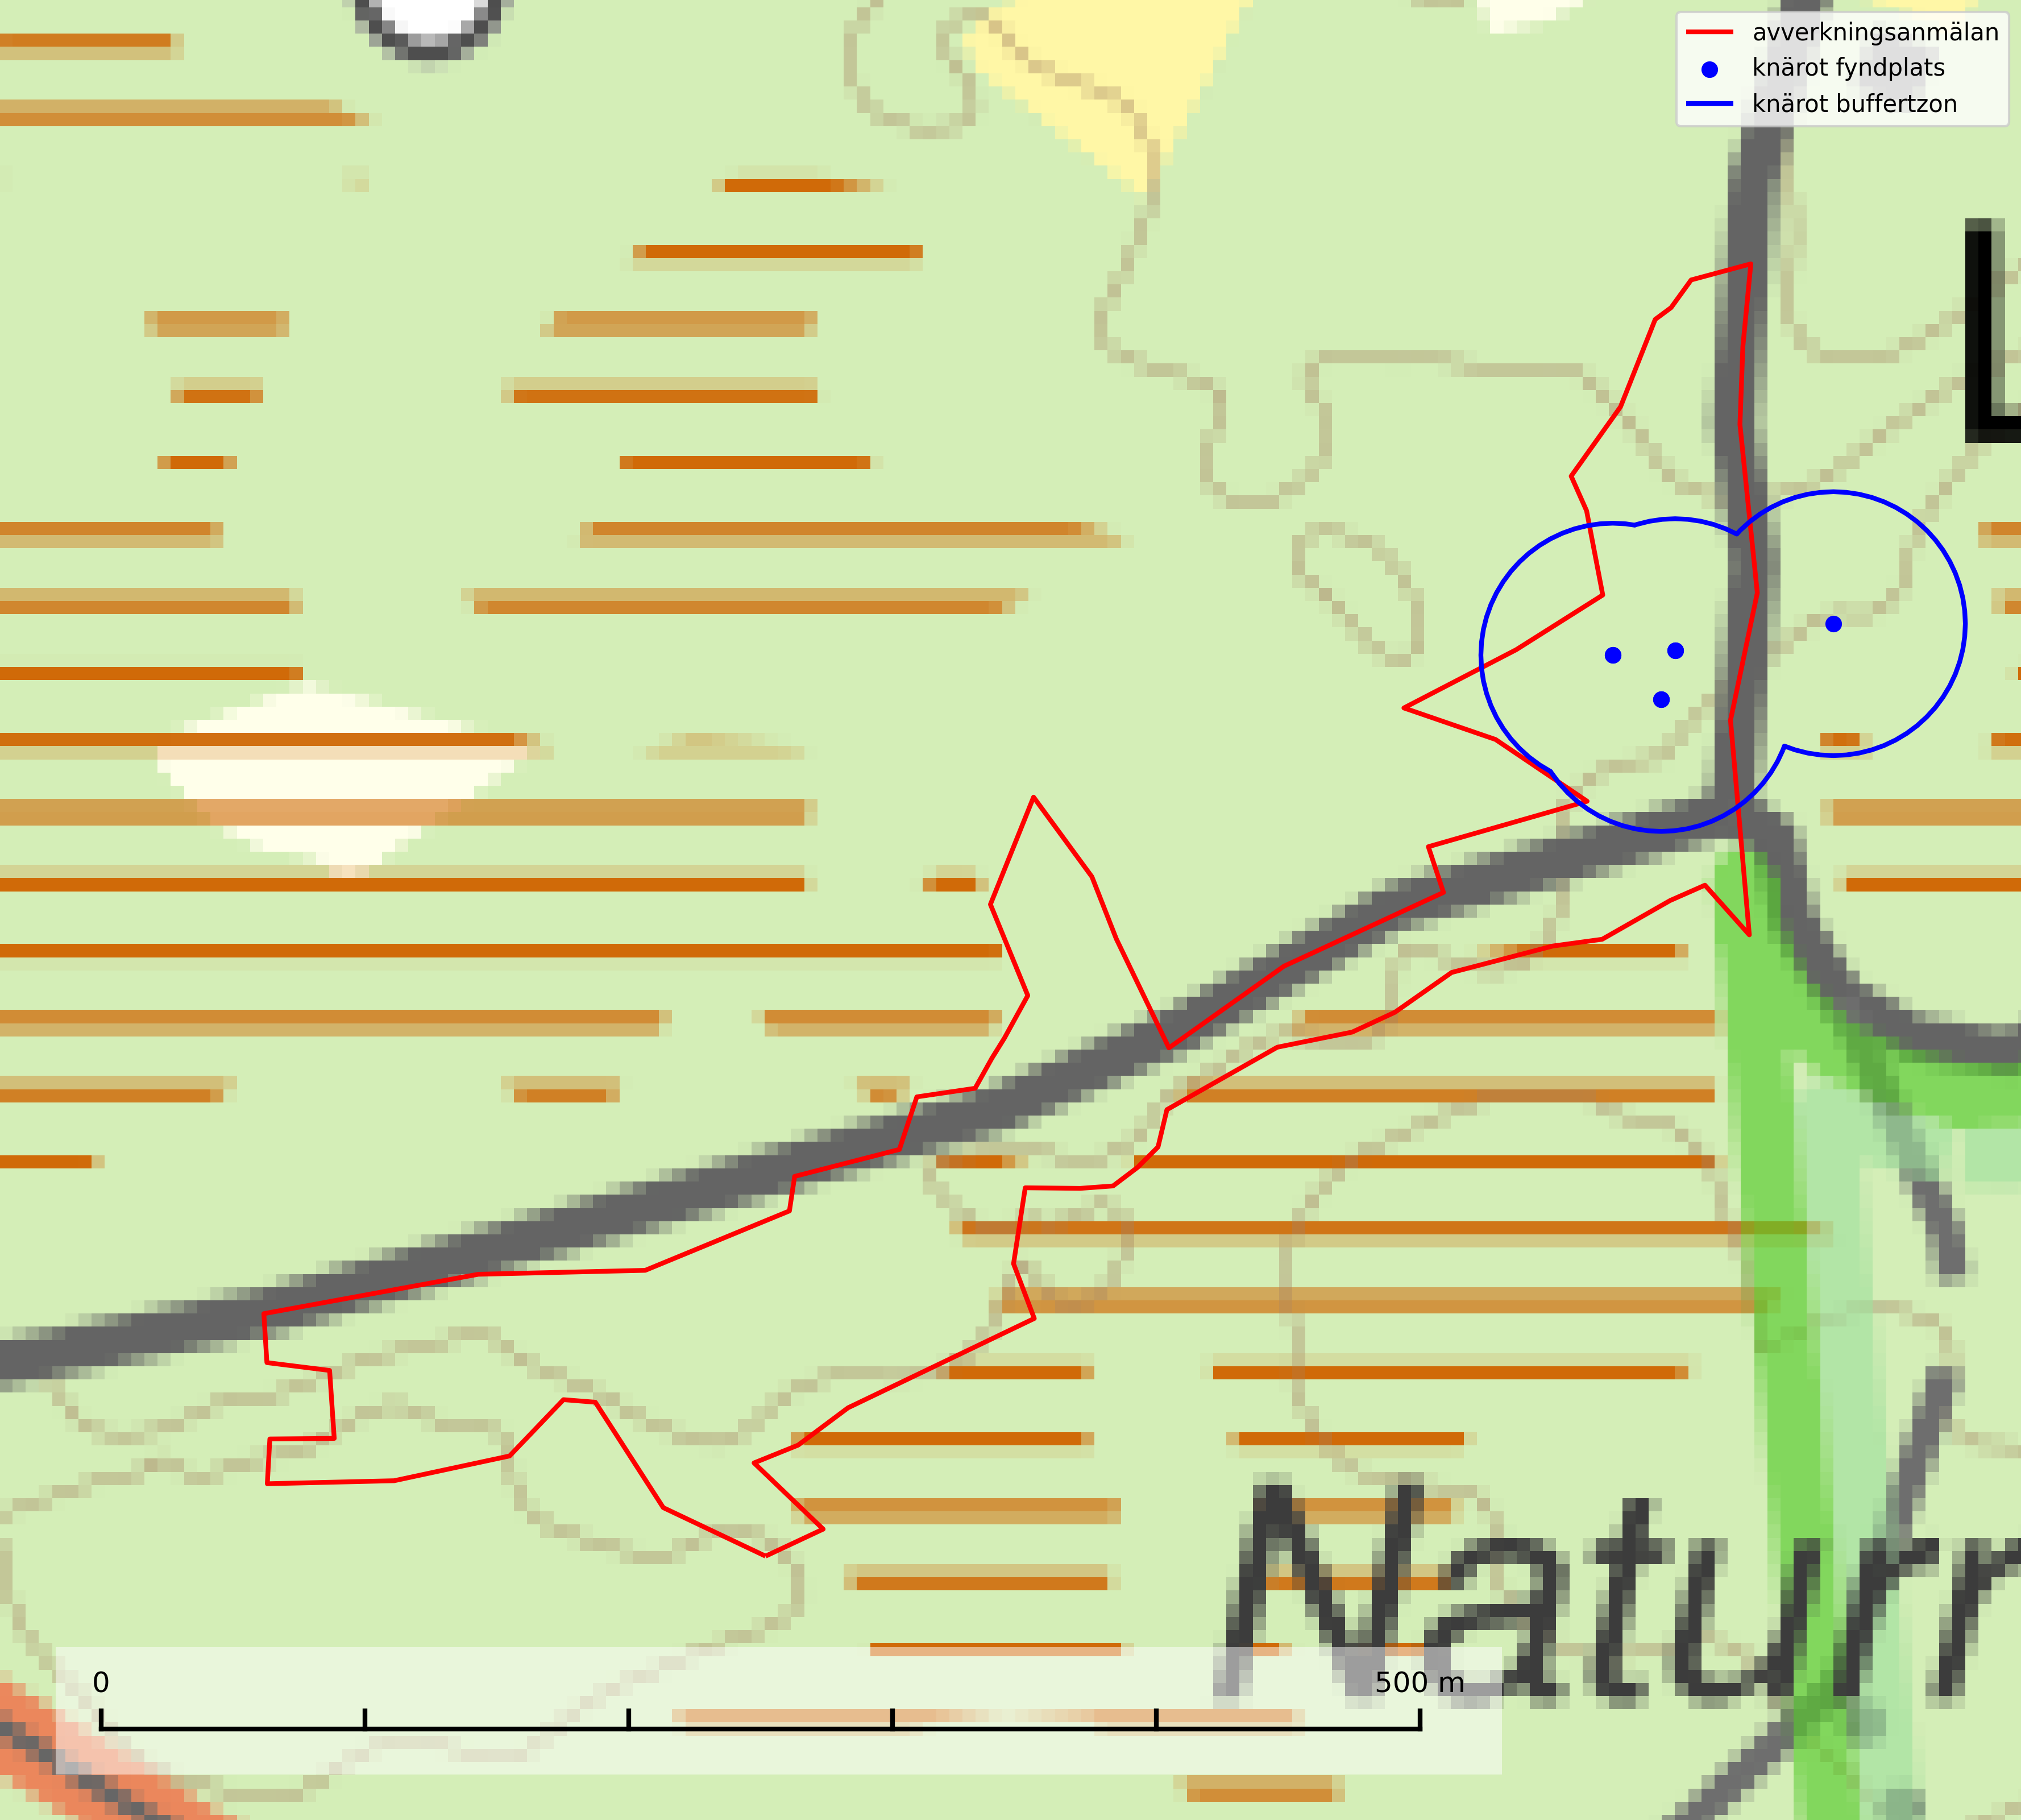 avverkningsanmälan
knärot fyndplats
knärot buffertzon
L
Naturr
0 500 m